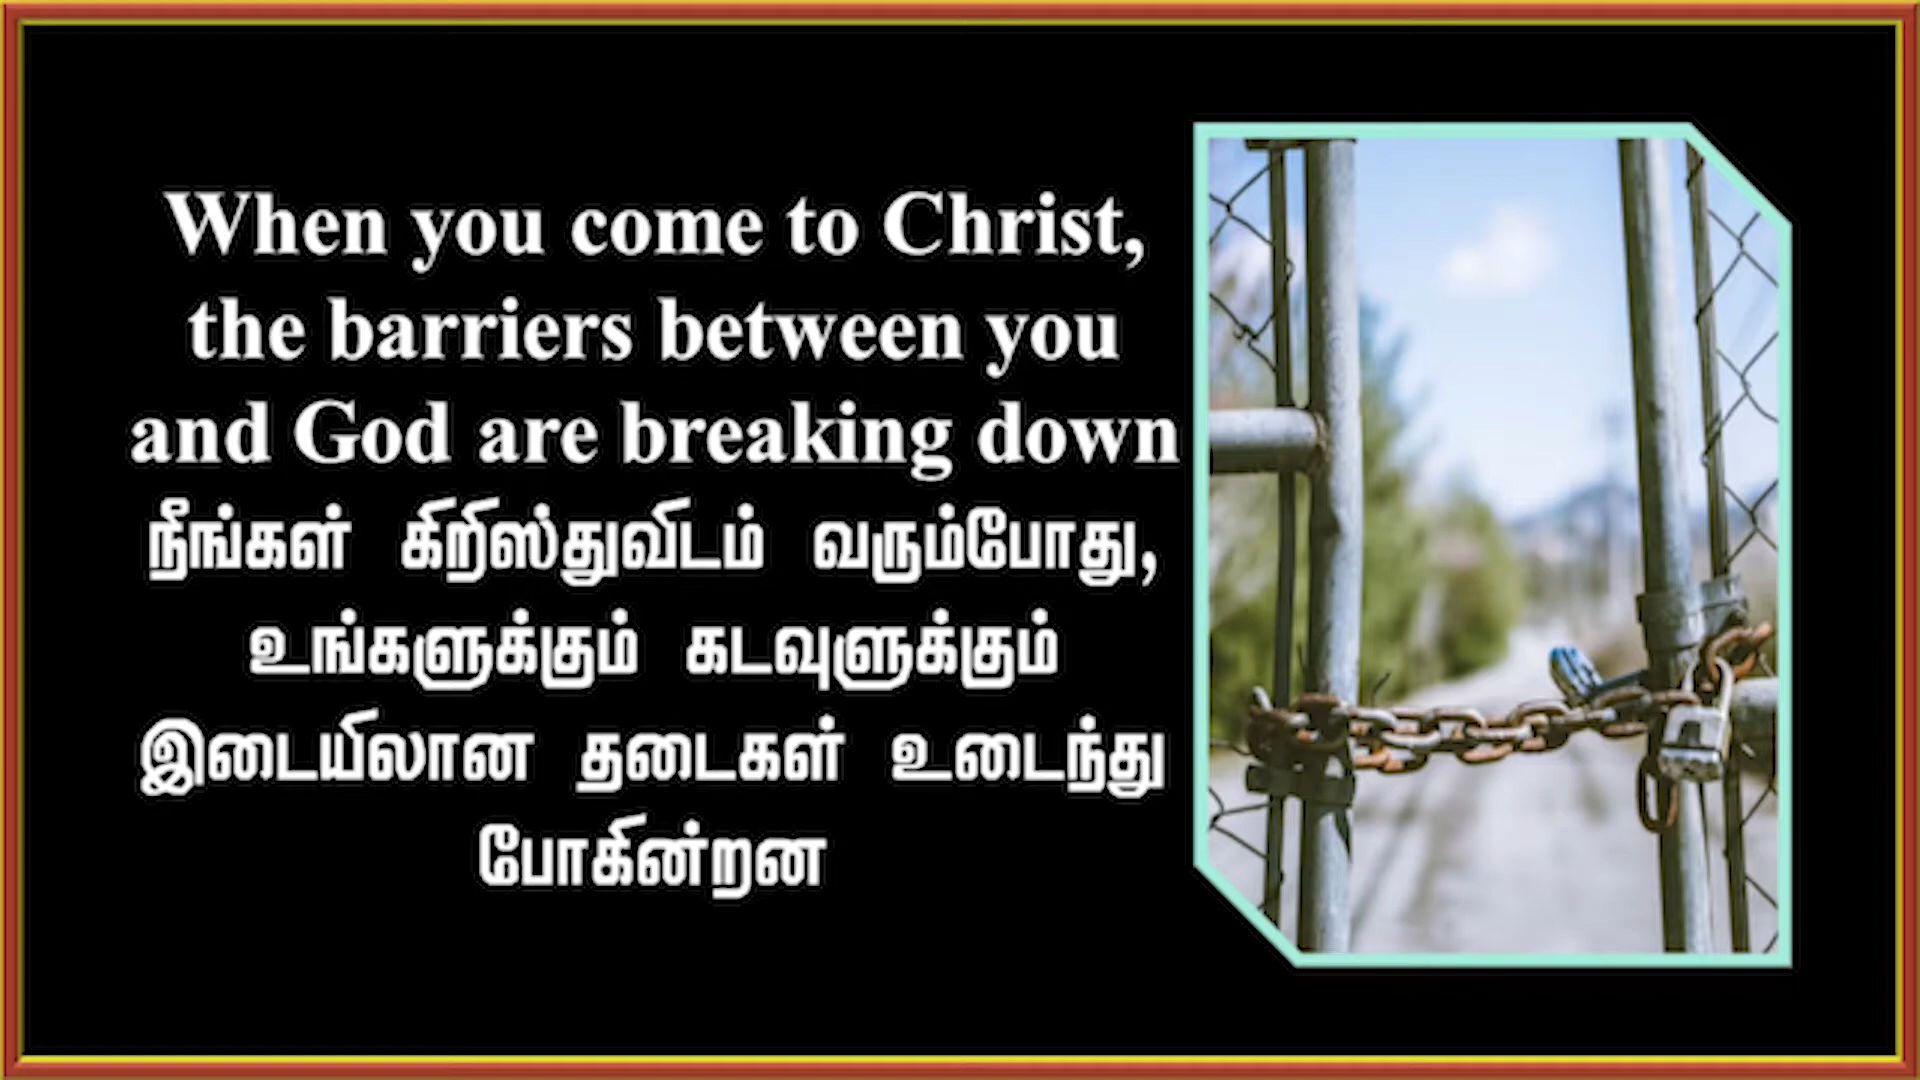 When you come to Christ,
the barriers between you
and God are breaking down
நீங்கள் கிறிஸ்துவிடம் வரும்போது,
உங்களுக்கும் கடவுளுக்கும்
இடையிலான தடைகள் உடைந்து
போகின்றன